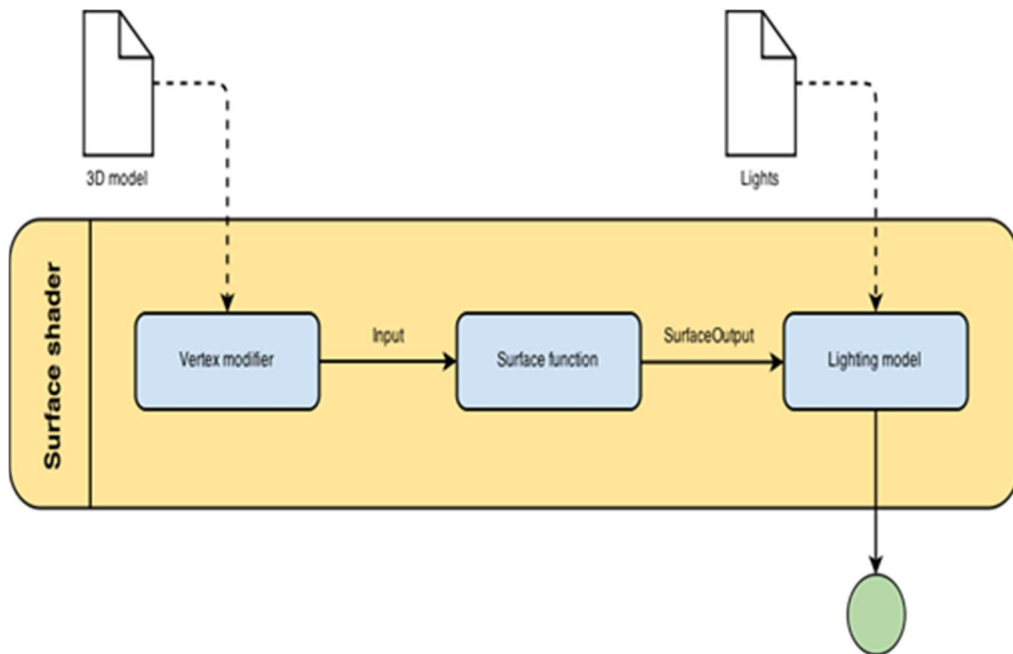 3D model
Lights
Surface shader
Vertex modifier
Input
Surface function
SurfaceOutput
Lighting model